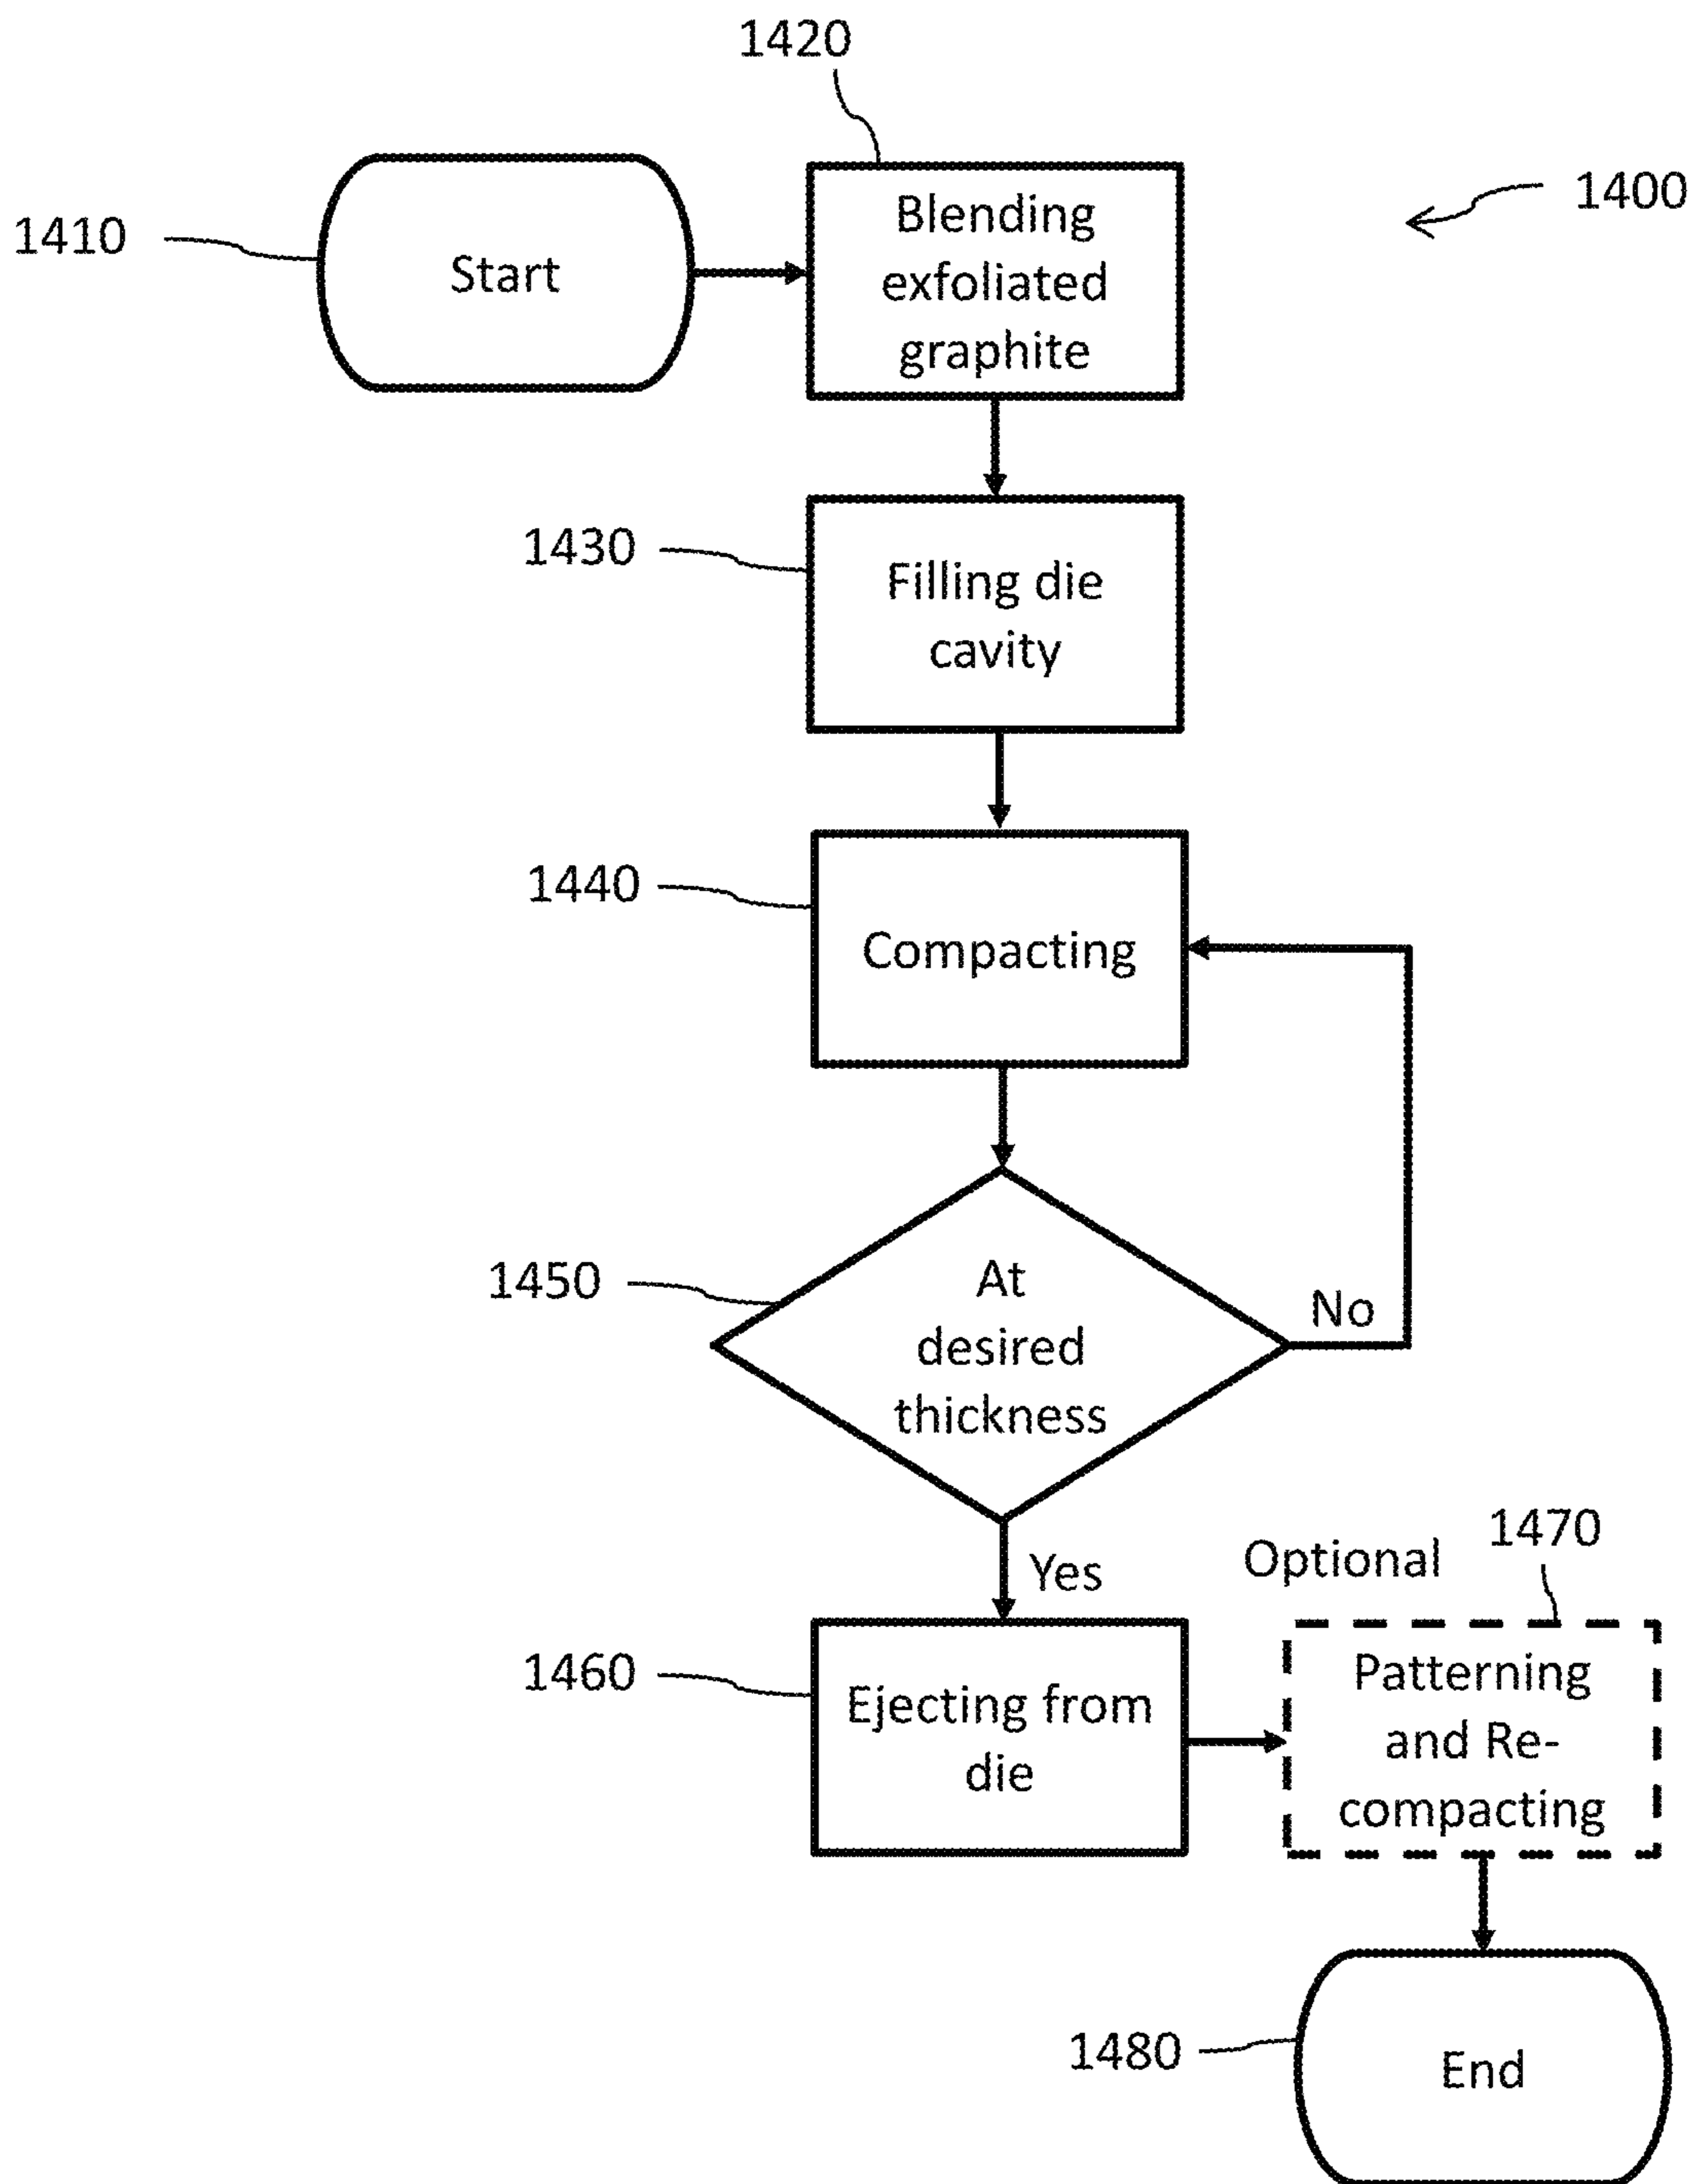 1420
1400
1410
Start
Blending
exfoliated
graphite
1430
Filling die
cavity
1440
Compacting
1450
At
desired
thickness
No
Yes
Optional
1470
1460
Ejecting from
die
Patterning
and Re-
compacting
1480
End